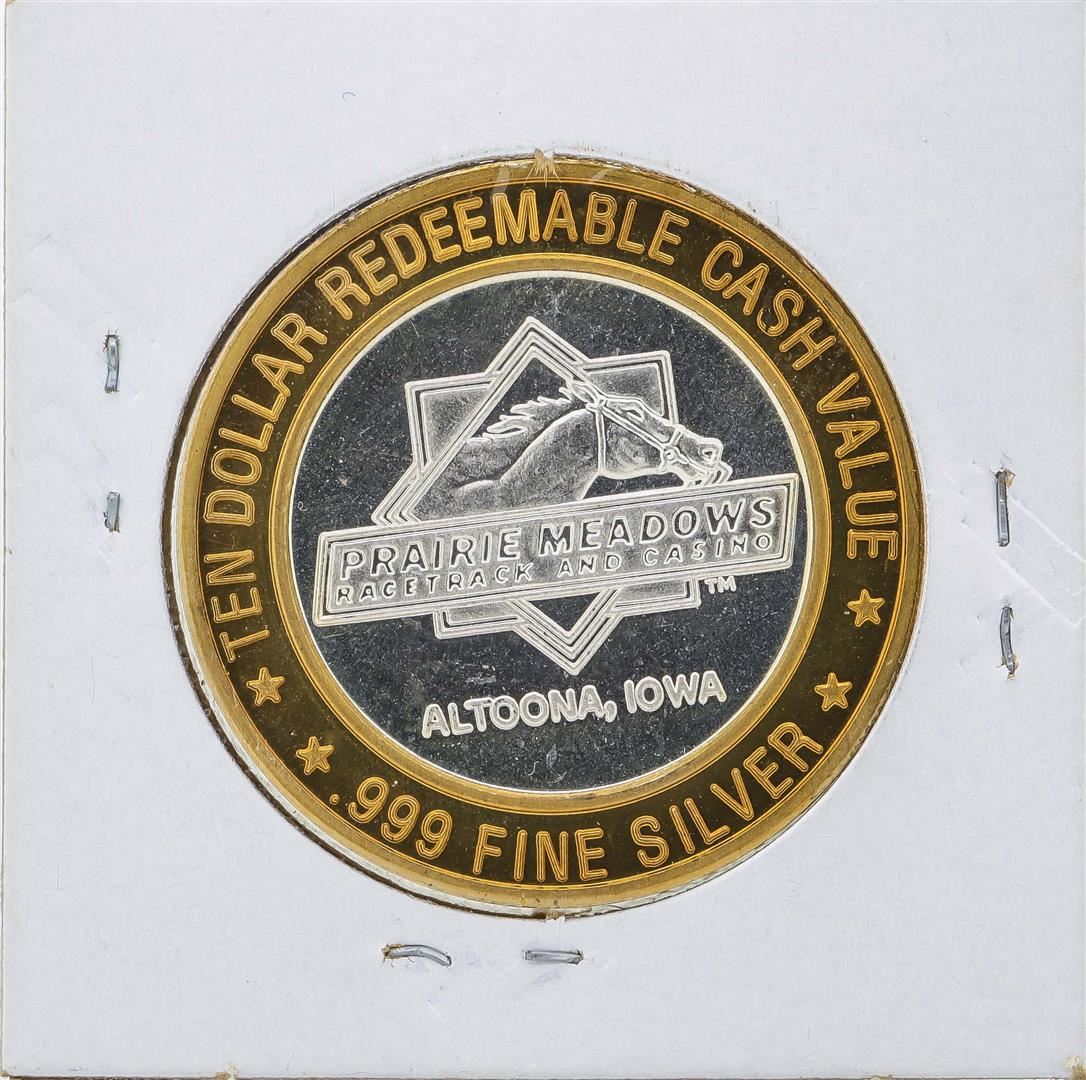 TEN DOLLAR REDEEMABLE CASH VALUE
PRAIRIE MEADOWS
RACETRACK AND CASINO
TM
ALTOONA, IOWA
.999 FINE SILVER